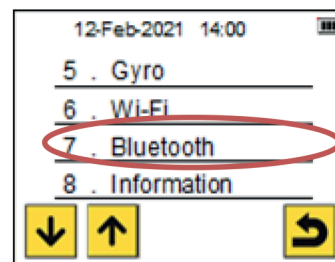 12-Feb-2021 14:00
5 . Gyro
6 . Wi-Fi
7 . Bluetooth
8 . Information